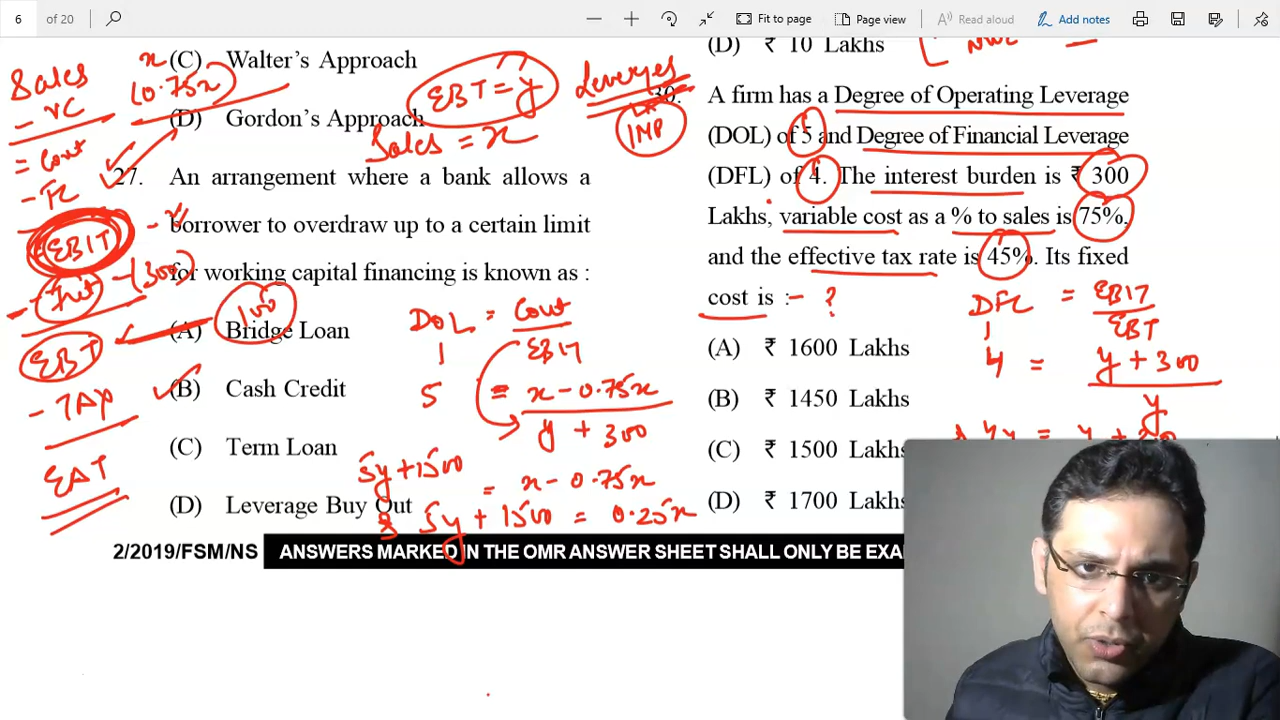 6 of 20
Fit to page
Page view
Read aloud
Add notes
(C) Walter's Approach
(D) Gordon's Approach
27. An arrangement where a bank allows a
borrower to overdraw up to a certain limit
for working capital financing is known as :
(A) Bridge Loan
(B) Cash Credit
(C) Term Loan
(D) Leverage Buy Out
(D) ₹ 10 Lakhs
NWC
30. A firm has a Degree of Operating Leverage
(DOL) of 5 and Degree of Financial Leverage
(DFL) of 4. The interest burden is ₹ 300
Lakhs, variable cost as a % to sales is 75%,
and the effective tax rate is 45%. Its fixed
cost is :- ?
(A) ₹ 1600 Lakhs
(B) ₹ 1450 Lakhs
(C) ₹ 1500 Lakhs
(D) ₹ 1700 Lakhs
Sales x
- VC (0.75x)
= Cont
- FC
EBIT
- Int - (300)
EBT 100
- TAX
EAT
EBT = y
Sales = x
Leverages
IMP
DOL = Cont
EBIT
5 = x - 0.75x
y + 300
5y + 1500 = x - 0.75x
5y + 1500 = 0.25x
DFL = EBIT
EBT
4 = y + 300
y
4y = y + 300
2/2019/FSM/NS
ANSWERS MARKED IN THE OMR ANSWER SHEET SHALL ONLY BE EXA